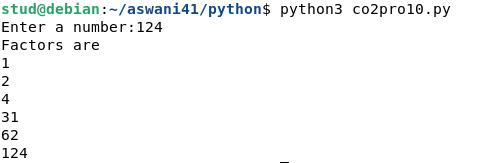 stud@debian:~/aswani41/python$ python3 co2pro10.py
Enter a number:124
Factors are
1
2
4
31
62
124